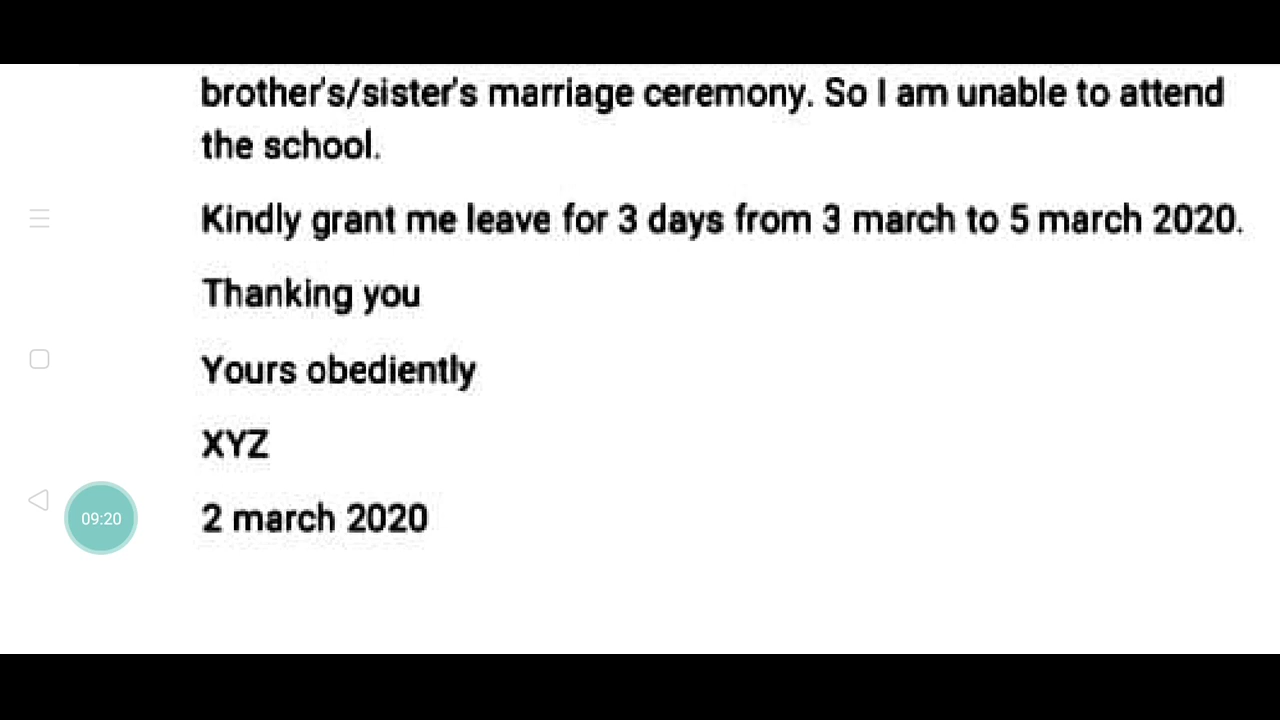 brother's/sister's marriage ceremony. So I am unable to attend
the school.
Kindly grant me leave for 3 days from 3 march to 5 march 2020.
Thanking you
Yours obediently
XYZ
09:20
2 march 2020